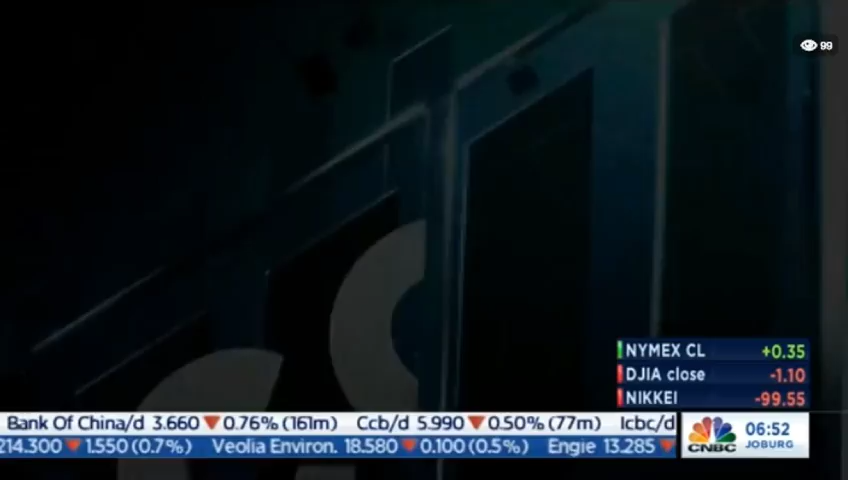 99
NYMEX CL +0.35
DJIA close -1.10
NIKKEI -99.55
Bank Of China/d 3.660 ▼ 0.76% (161m) Ccb/d 5.990 ▼ 0.50% (77m) Icbc/d
214.300 ▼ 1.550 (0.7%) Veolia Environ. 18.580 ▼ 0.100 (0.5%) Engie 13.285 ▼
CNBC
06:52
JOBURG